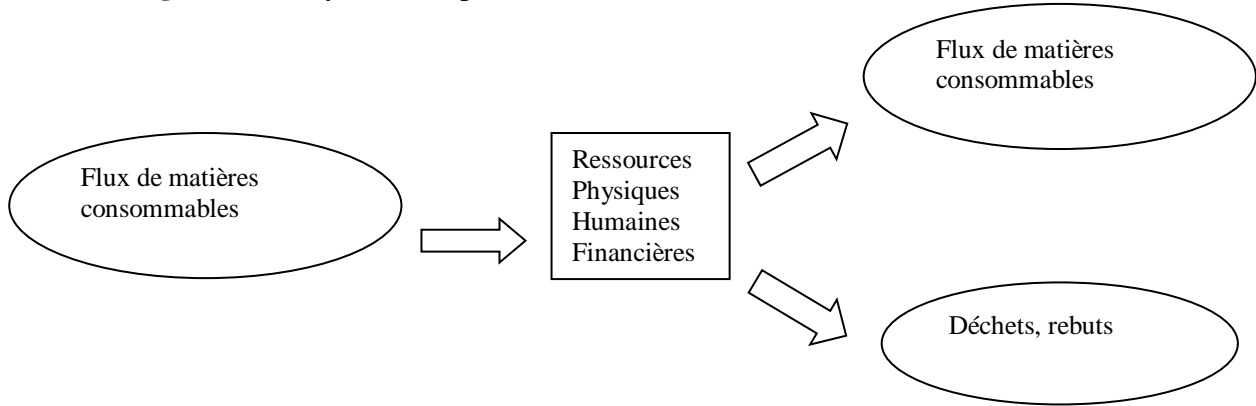 Flux de matières
consommables
Ressources
Physiques
Humaines
Financières
Flux de matières
consommables
Déchets, rebuts